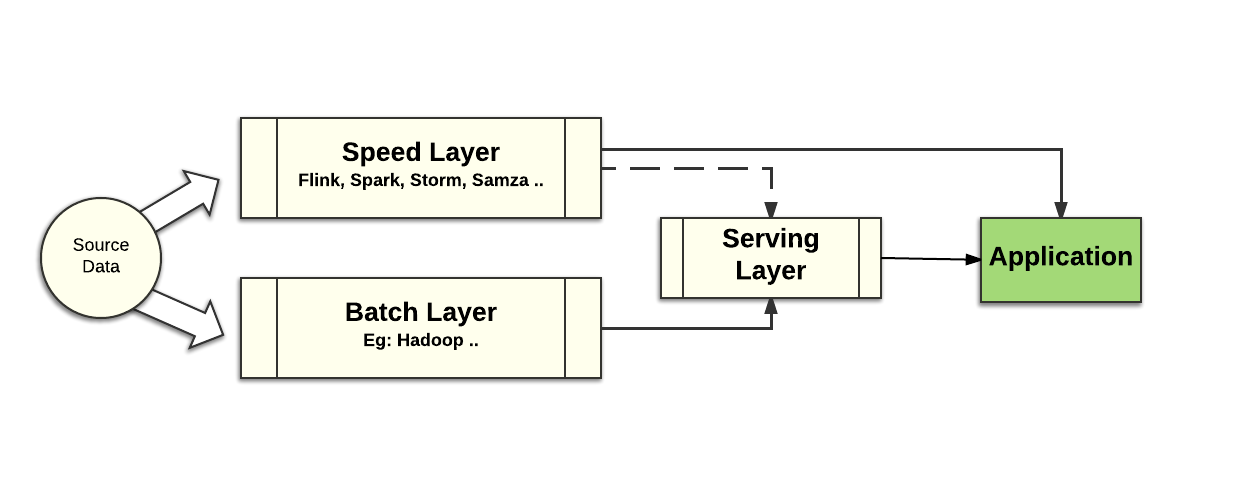 Speed Layer
Flink, Spark, Storm, Samza ..
Source
Data
Serving
Layer
Application
Batch Layer
Eg: Hadoop ..